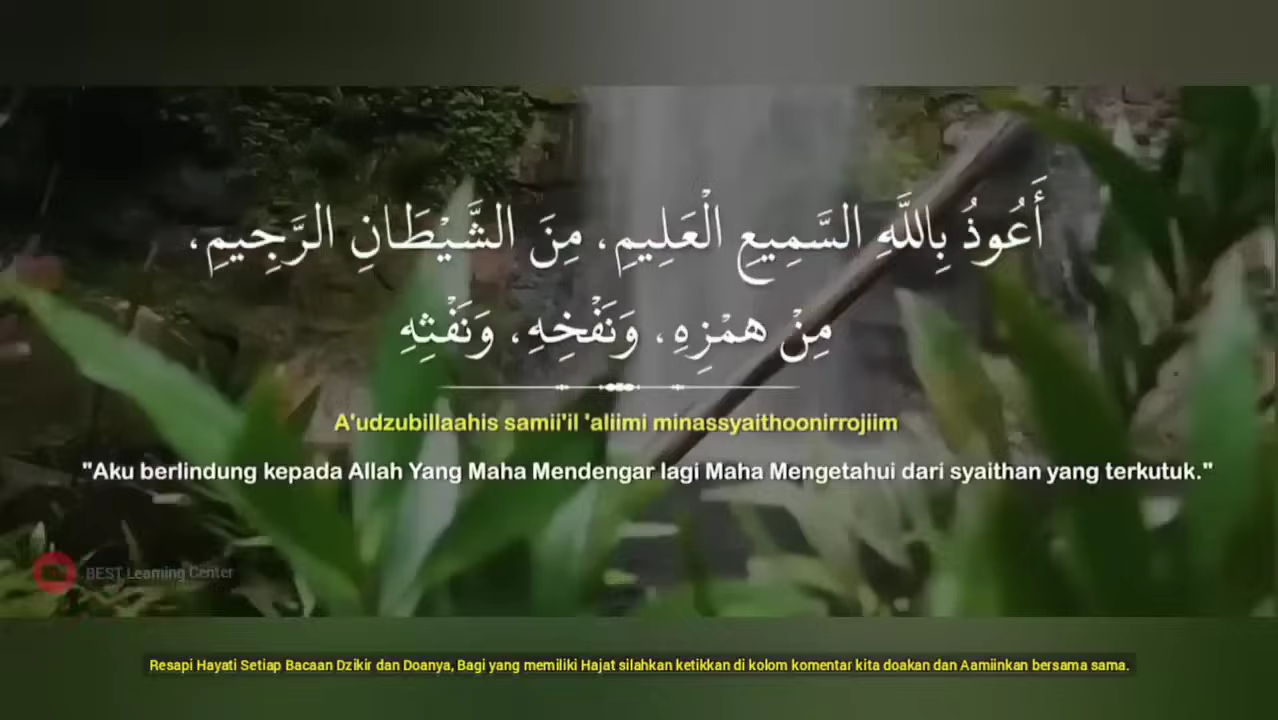 أَعُوذُ بِاللَّهِ السَّمِيعِ الْعَلِيمِ، مِنَ الشَّيْطَانِ الرَّجِيمِ،
مِنْ هَمْزِهِ، وَنَفْخِهِ، وَنَفْثِهِ
A'udzubillaahis samii'il 'aliimi minassyaithoonirrojiim
"Aku berlindung kepada Allah Yang Maha Mendengar lagi Maha Mengetahui dari syaithan yang terkutuk."
BEST Learning Center
Resapi Hayati Setiap Bacaan Dzikir dan Doanya, Bagi yang memiliki Hajat silahkan ketikkan di kolom komentar kita doakan dan Aamiinkan bersama sama.